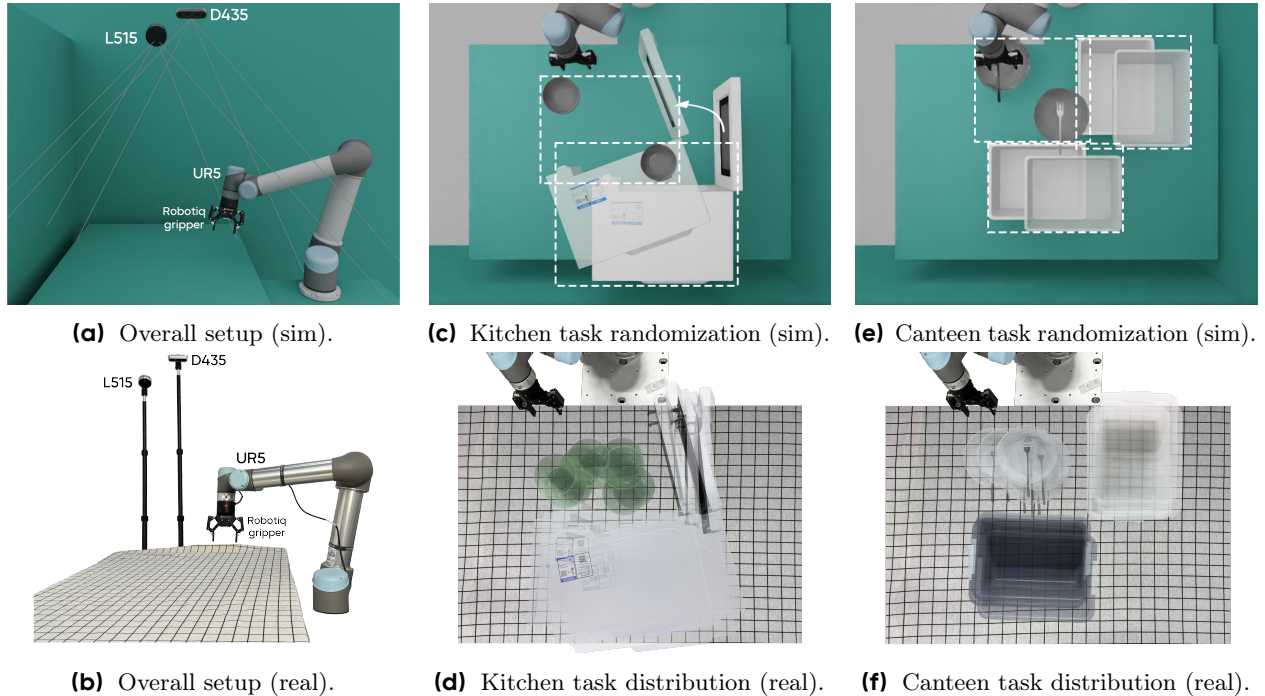 D435
L515
UR5
Robotiq
gripper
(a) Overall setup (sim).
(c) Kitchen task randomization (sim).
(e) Canteen task randomization (sim).
D435
L515
UR5
Robotiq
gripper
(b) Overall setup (real).
(d) Kitchen task distribution (real).
(f) Canteen task distribution (real).